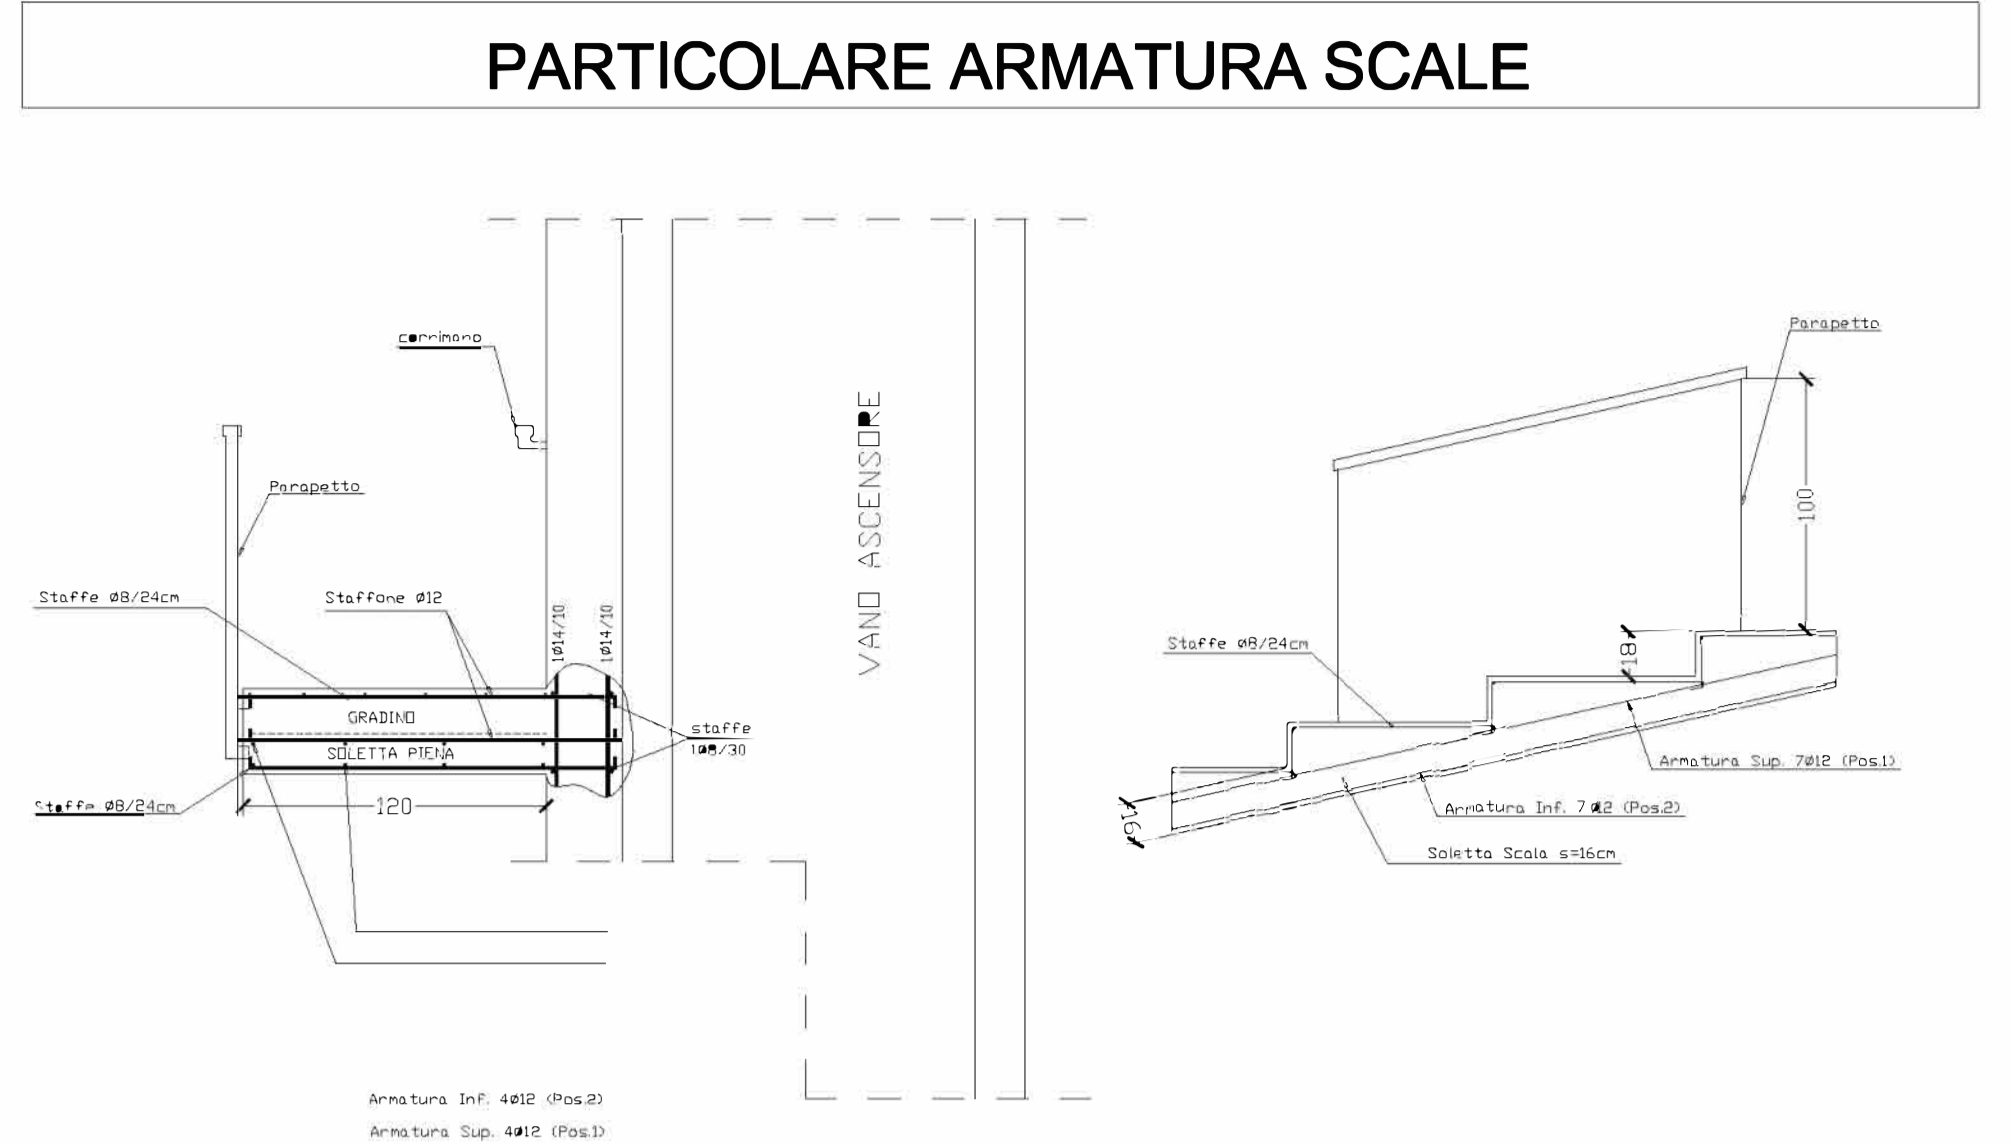 PARTICOLARE ARMATURA SCALE
corrimano
Parapetto
Staffe Ø8/24cm
Staffone Ø12
1Ø14/10
1Ø14/10
GRADINO
SOLETTA PIENA
staffe
1Ø8/30
Staffe Ø8/24cm
120
VANO ASCENSORE
Armatura Inf. 4Ø12 (Pos.2)
Armatura Sup. 4Ø12 (Pos.1)
Parapetto
100
Staffe Ø8/24cm
18
Armatura Sup. 7Ø12 (Pos.1)
Armatura Inf. 7Ø12 (Pos.2)
16
Soletta Scala s=16cm